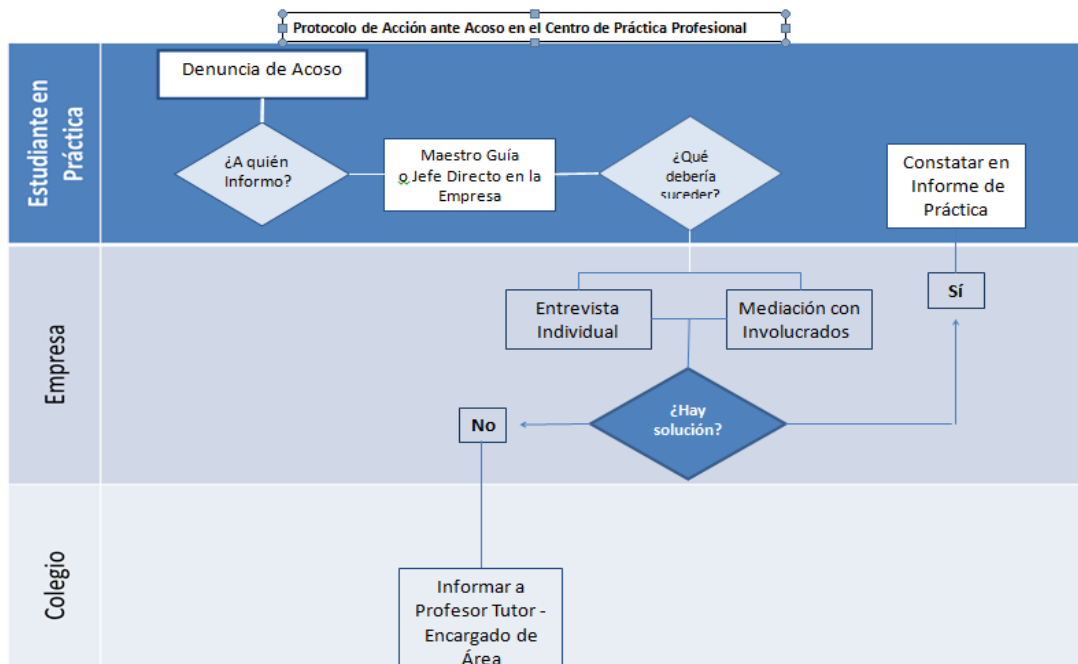 Protocolo de Acción ante Acoso en el Centro de Práctica Profesional
Estudiante en
Práctica
Denuncia de Acoso
¿A quién
Informo?
Maestro Guía
o Jefe Directo en la
Empresa
¿Qué
debería
suceder?
Constatar en
Informe de
Práctica
Empresa
Entrevista
Individual
Mediación con
Involucrados
Sí
¿Hay
solución?
No
Colegio
Informar a
Profesor Tutor -
Encargado de
Área